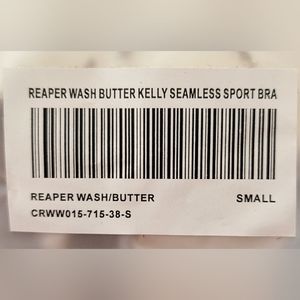 REAPER WASH BUTTER KELLY SEAMLESS SPORT BRA
REAPER WASH/BUTTER SMALL
CRWW015-715-38-S